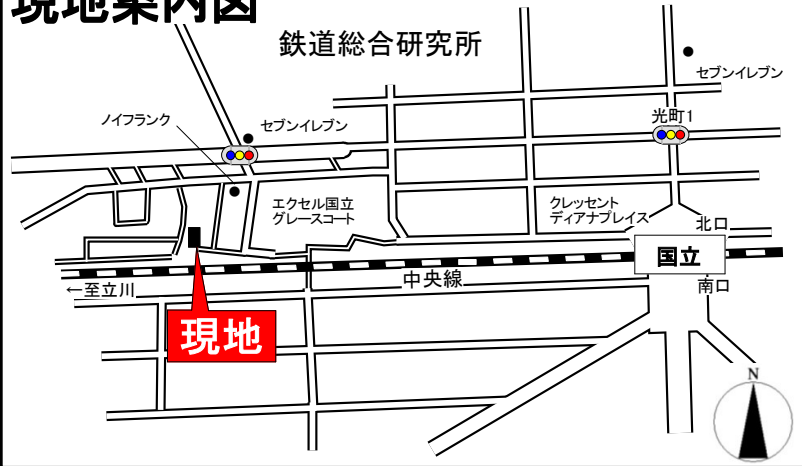 現地案内図
鉄道総合研究所
セブンイレブン
ノイフランク
セブンイレブン
光町1
エクセル国立
グレースコート
クレッセント
ディアナプレイス
北口
国立
←至立川
中央線
南口
現地
N